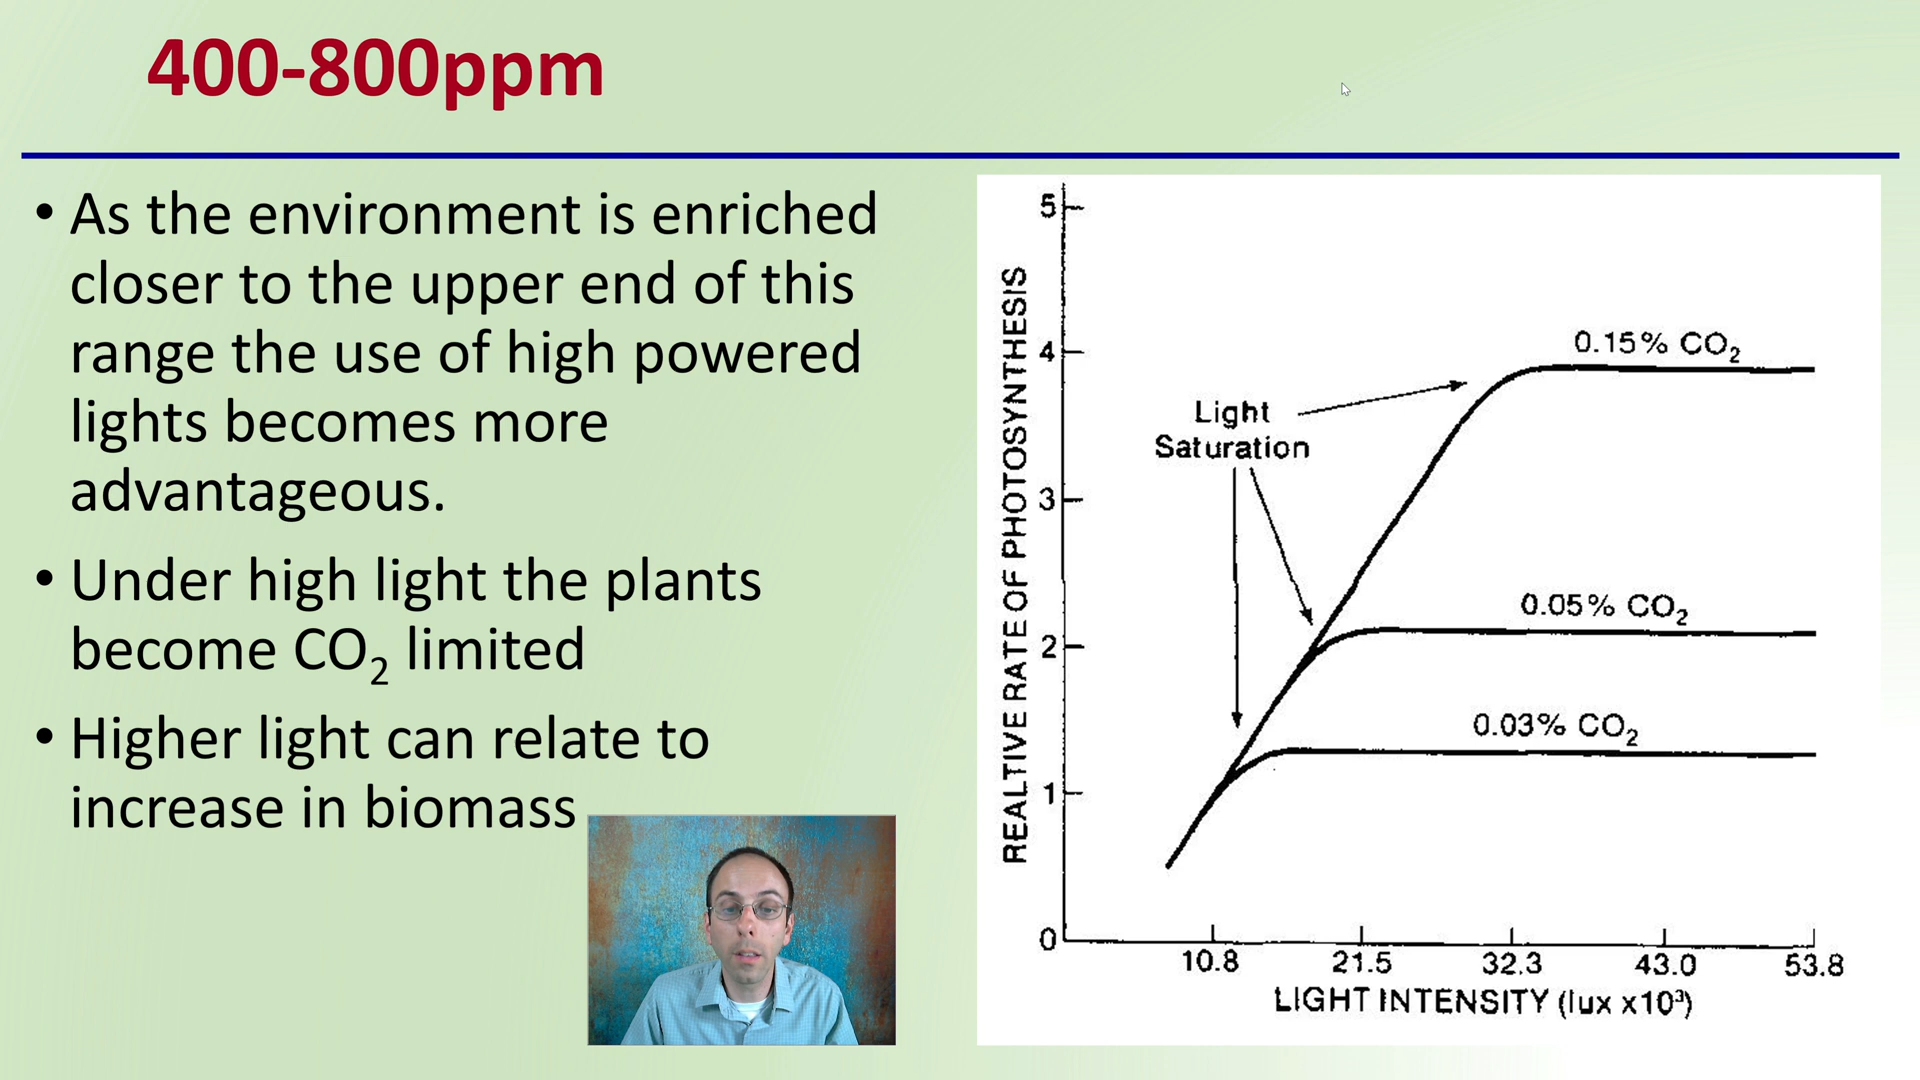 400-800ppm
• As the environment is enriched
closer to the upper end of this
range the use of high powered
lights becomes more
advantageous.
• Under high light the plants
become CO₂ limited
• Higher light can relate to
increase in biomass
REALTIVE RATE OF PHOTOSYNTHESIS
5
4
3
2
1
0
0.15% CO₂
Light
Saturation
0.05% CO₂
0.03% CO₂
10.8 21.5 32.3 43.0 53.8
LIGHT INTENSITY (lux x10³)